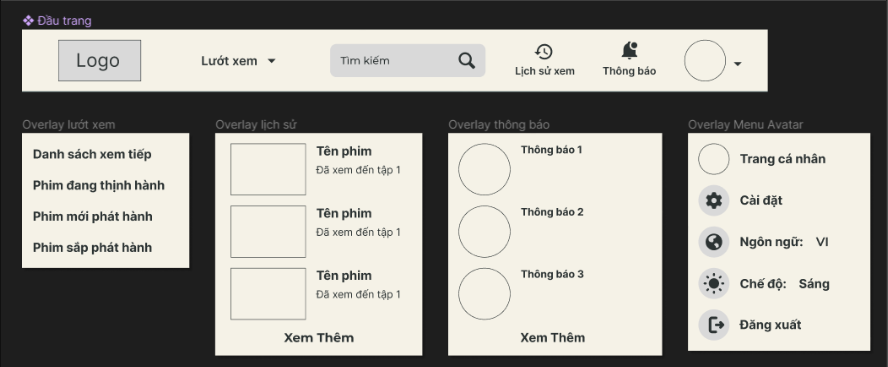 Đầu trang
Logo
Lướt xem
Tìm kiếm
Lịch sử xem
Thông báo
Overlay lướt xem
Danh sách xem tiếp
Phim đang thịnh hành
Phim mới phát hành
Phim sắp phát hành
Overlay lịch sử
Tên phim
Đã xem đến tập 1
Tên phim
Đã xem đến tập 1
Tên phim
Đã xem đến tập 1
Xem Thêm
Overlay thông báo
Thông báo 1
Thông báo 2
Thông báo 3
Xem Thêm
Overlay Menu Avatar
Trang cá nhân
Cài đặt
Ngôn ngữ: VI
Chế độ: Sáng
Đăng xuất